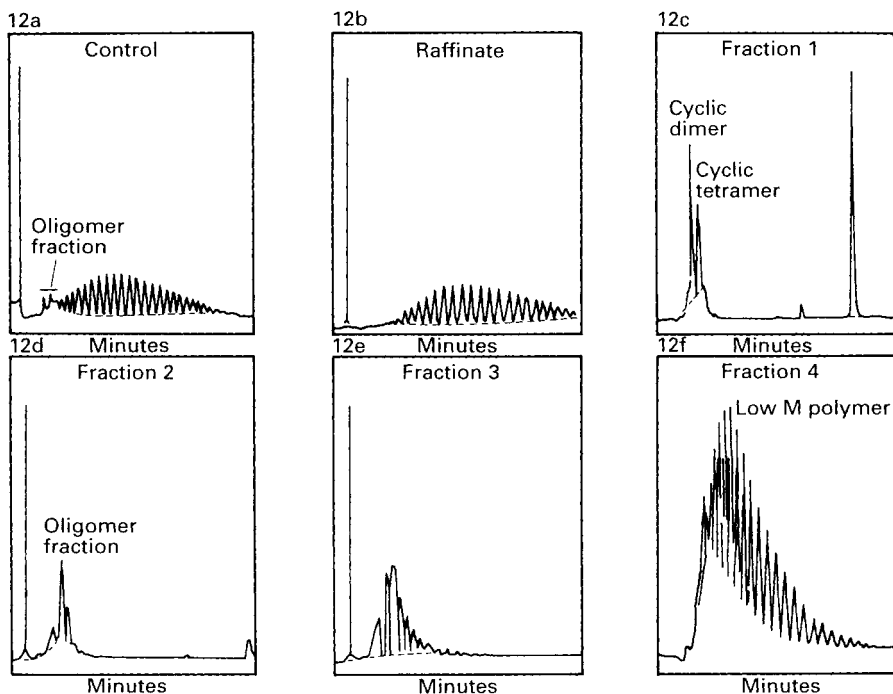 12a
Control
Oligomer
fraction
Minutes
12b
Raffinate
Minutes
12c
Fraction 1
Cyclic
dimer
Cyclic
tetramer
Minutes
12d
Fraction 2
Oligomer
fraction
Minutes
12e
Fraction 3
Minutes
12f
Fraction 4
Low M polymer
Minutes